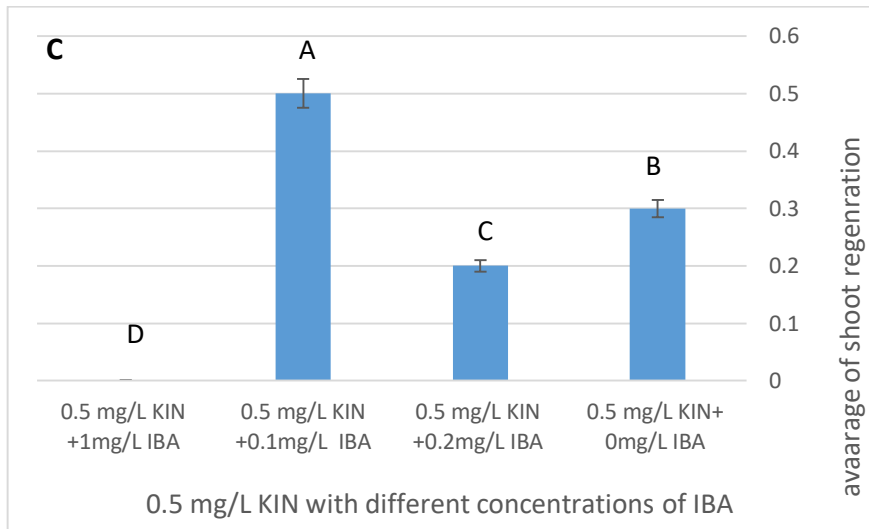 C
A
B
C
D
0.6
0.5
0.4
0.3
0.2
0.1
0
avaarage of shoot regenration
0.5 mg/L KIN
+1mg/L IBA
0.5 mg/L KIN
+0.1mg/L IBA
0.5 mg/L KIN
+0.2mg/L IBA
0.5 mg/L KIN+
0mg/L IBA
0.5 mg/L KIN with different concentrations of IBA